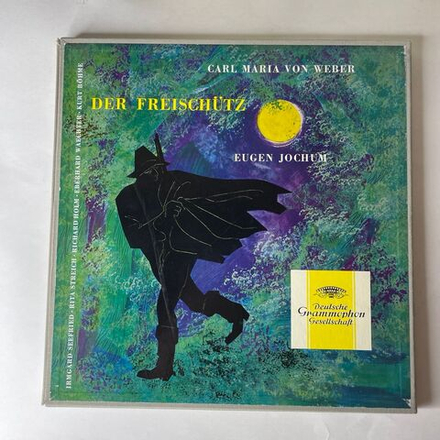 CARL MARIA VON WEBER
DER FREISCHÜTZ
EUGEN JOCHUM
IRMGARD SEEFRIED · RITA STREICH · RICHARD HOLM · EBERHARD WAECHTER · KURT BÖHME
Deutsche
Grammophon
Gesellschaft